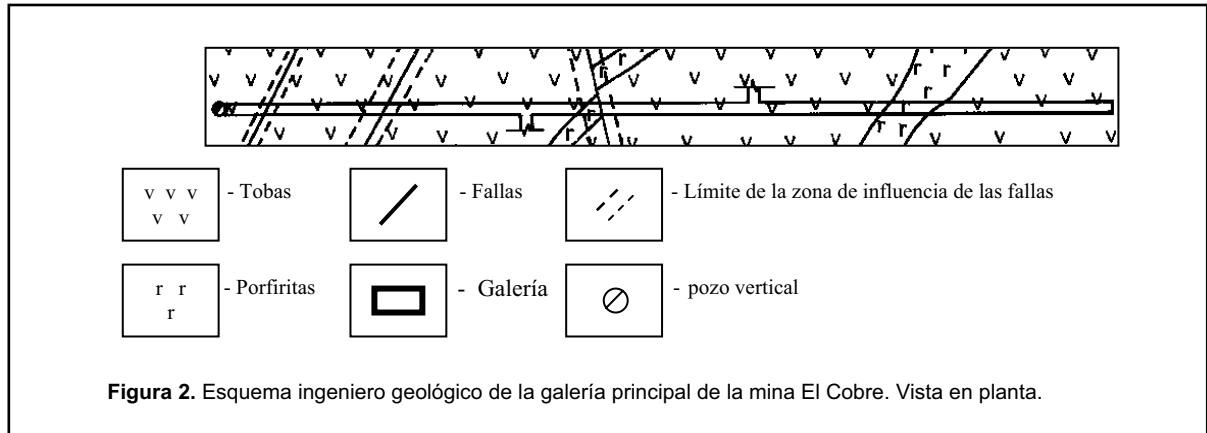 v v v
v v
- Tobas
- Fallas
- Límite de la zona de influencia de las fallas
r r
r
- Porfiritas
- Galería
- pozo vertical
Figura 2. Esquema ingeniero geológico de la galería principal de la mina El Cobre. Vista en planta.